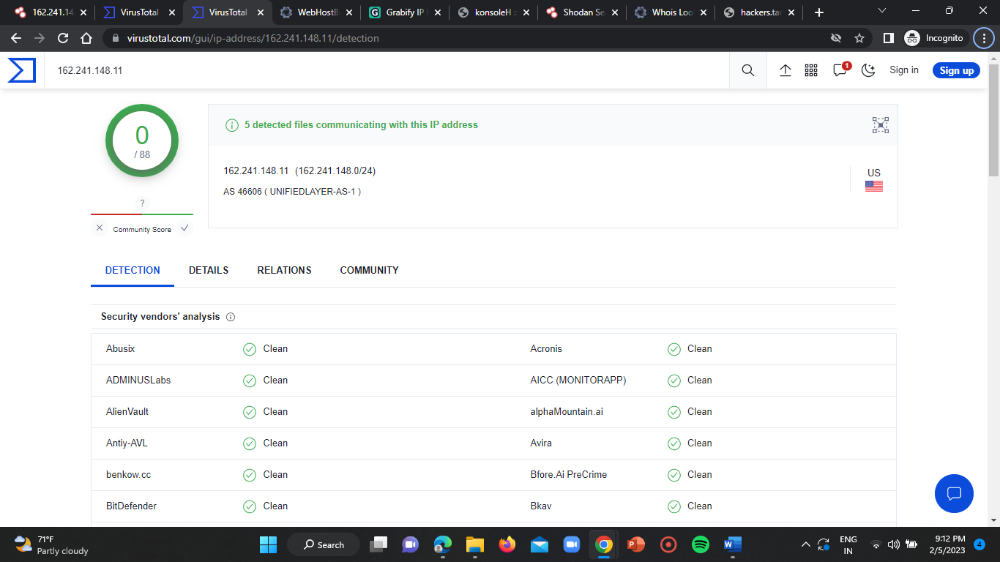 162.241.14
VirusTotal
VirusTotal
WebHostB
Grabify IP L
konsoleH :
Shodan Se
Whois Loo
hackers.tar
virustotal.com/gui/ip-address/162.241.148.11/detection
Incognito
162.241.148.11
1
Sign in
Sign up
0
/ 88
?
Community Score
5 detected files communicating with this IP address
162.241.148.11 (162.241.148.0/24)
AS 46606 ( UNIFIEDLAYER-AS-1 )
US
DETECTION
DETAILS
RELATIONS
COMMUNITY
Security vendors' analysis
Abusix
Clean
Acronis
Clean
ADMINUSLabs
Clean
AICC (MONITORAPP)
Clean
AlienVault
Clean
alphaMountain.ai
Clean
Antiy-AVL
Clean
Avira
Clean
benkow.cc
Clean
Bfore.Ai PreCrime
Clean
BitDefender
Clean
Bkav
Clean
71°F
Partly cloudy
Search
ENG
IN
9:12 PM
2/5/2023
4